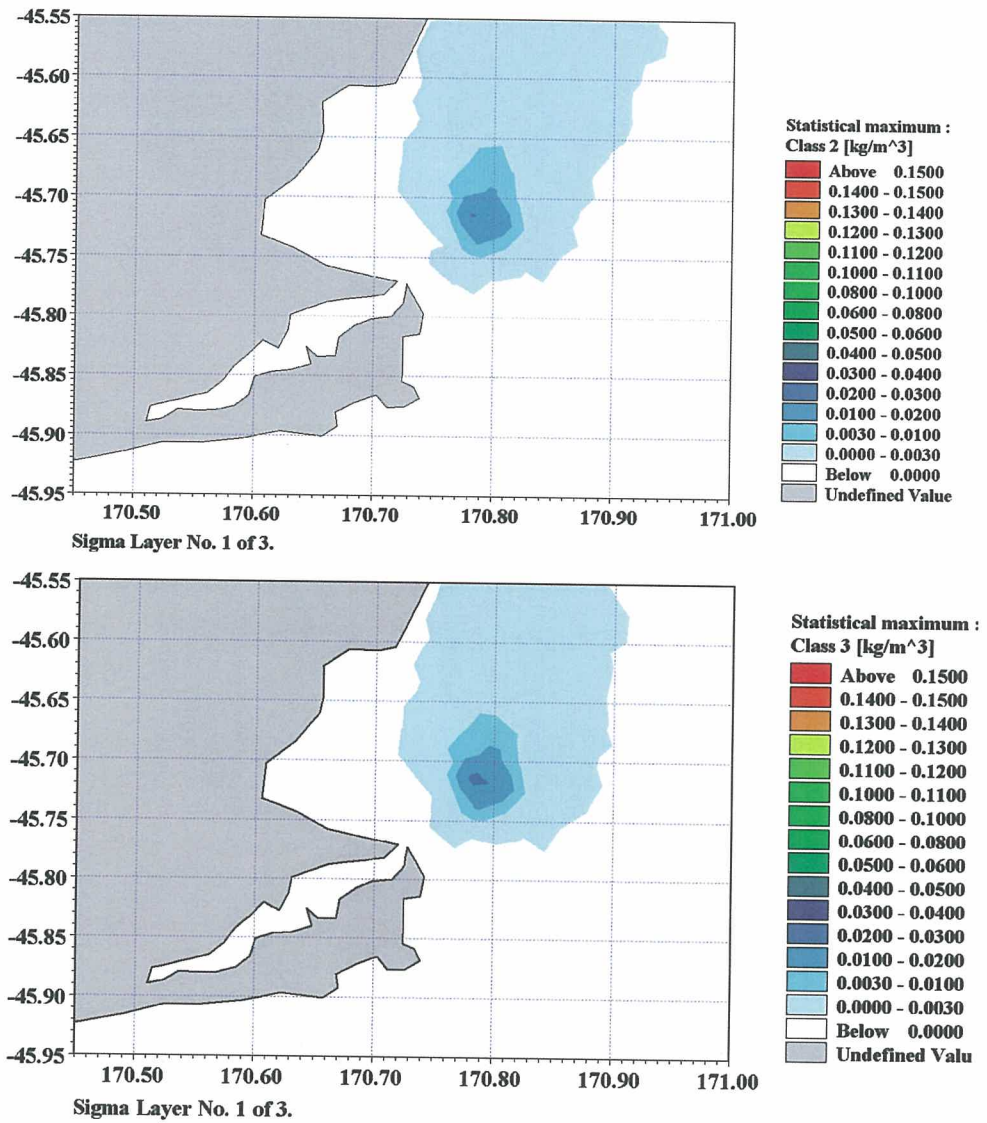 -45.55
-45.60
-45.65
-45.70
-45.75
-45.80
-45.85
-45.90
-45.95
170.50 170.60 170.70 170.80 170.90 171.00
Sigma Layer No. 1 of 3.
Statistical maximum :
Class 2 [kg/m^3]
Above 0.1500
0.1400 - 0.1500
0.1300 - 0.1400
0.1200 - 0.1300
0.1100 - 0.1200
0.1000 - 0.1100
0.0800 - 0.1000
0.0600 - 0.0800
0.0500 - 0.0600
0.0400 - 0.0500
0.0300 - 0.0400
0.0200 - 0.0300
0.0100 - 0.0200
0.0030 - 0.0100
0.0000 - 0.0030
Below 0.0000
Undefined Value
-45.55
-45.60
-45.65
-45.70
-45.75
-45.80
-45.85
-45.90
-45.95
170.50 170.60 170.70 170.80 170.90 171.00
Sigma Layer No. 1 of 3.
Statistical maximum :
Class 3 [kg/m^3]
Above 0.1500
0.1400 - 0.1500
0.1300 - 0.1400
0.1200 - 0.1300
0.1100 - 0.1200
0.1000 - 0.1100
0.0800 - 0.1000
0.0600 - 0.0800
0.0500 - 0.0600
0.0400 - 0.0500
0.0300 - 0.0400
0.0200 - 0.0300
0.0100 - 0.0200
0.0030 - 0.0100
0.0000 - 0.0030
Below 0.0000
Undefined Valu